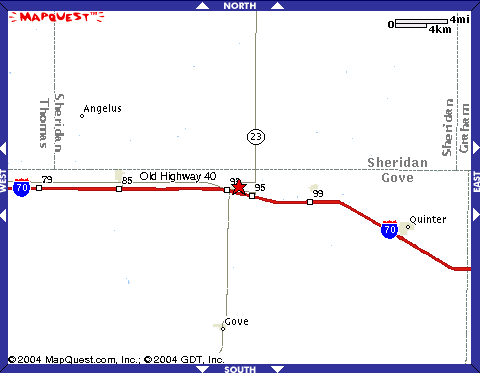 NORTH
MAPQUEST™
0 4mi
4km
Angelus
Thomas
Sheridan
Sheridan
Graham
23
Sheridan
Gove
WEST
EAST
Old Highway 40
70
79
85
93
95
99
Quinter
70
Gove
©2004 MapQuest.com, Inc.; ©2004 GDT, Inc.
SOUTH